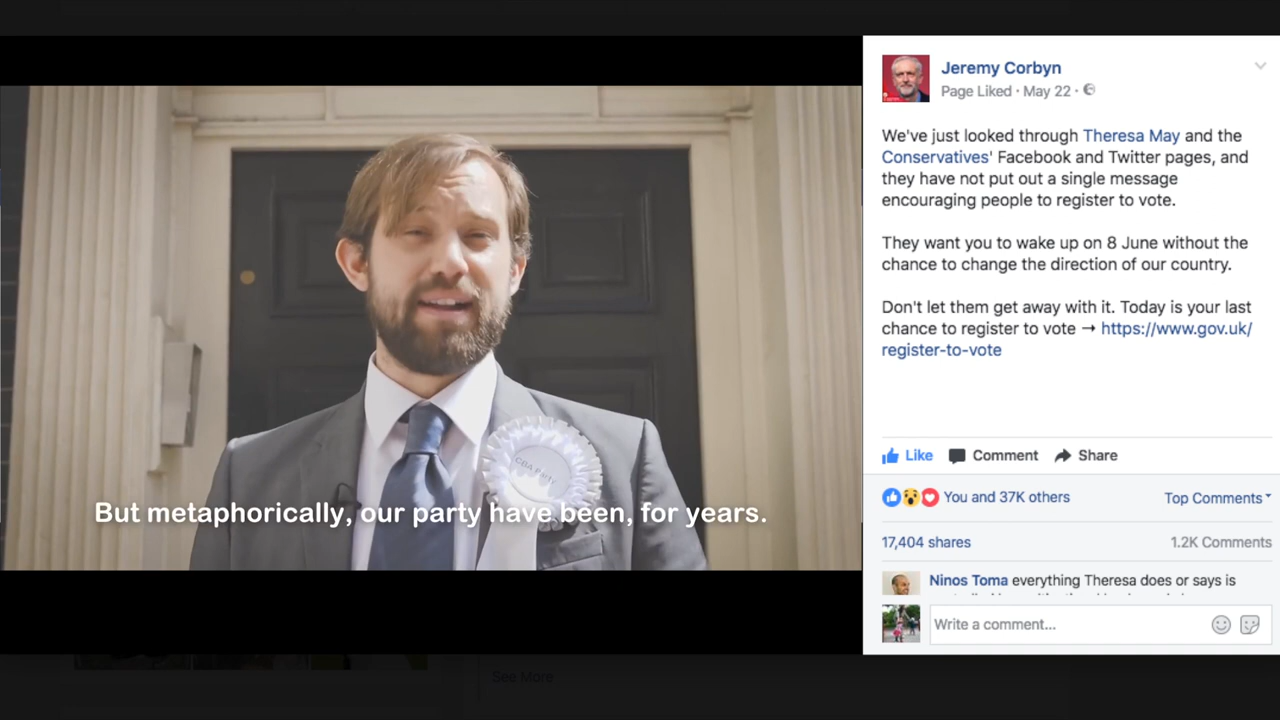 CBA Party
But metaphorically, our party have been, for years.
Jeremy Corbyn
Page Liked · May 22 ·
We've just looked through Theresa May and the
Conservatives' Facebook and Twitter pages, and
they have not put out a single message
encouraging people to register to vote.
They want you to wake up on 8 June without the
chance to change the direction of our country.
Don't let them get away with it. Today is your last
chance to register to vote → https://www.gov.uk/
register-to-vote
Like Comment Share
You and 37K others Top Comments
17,404 shares 1.2K Comments
Ninos Toma everything Theresa does or says is
Write a comment...
See More